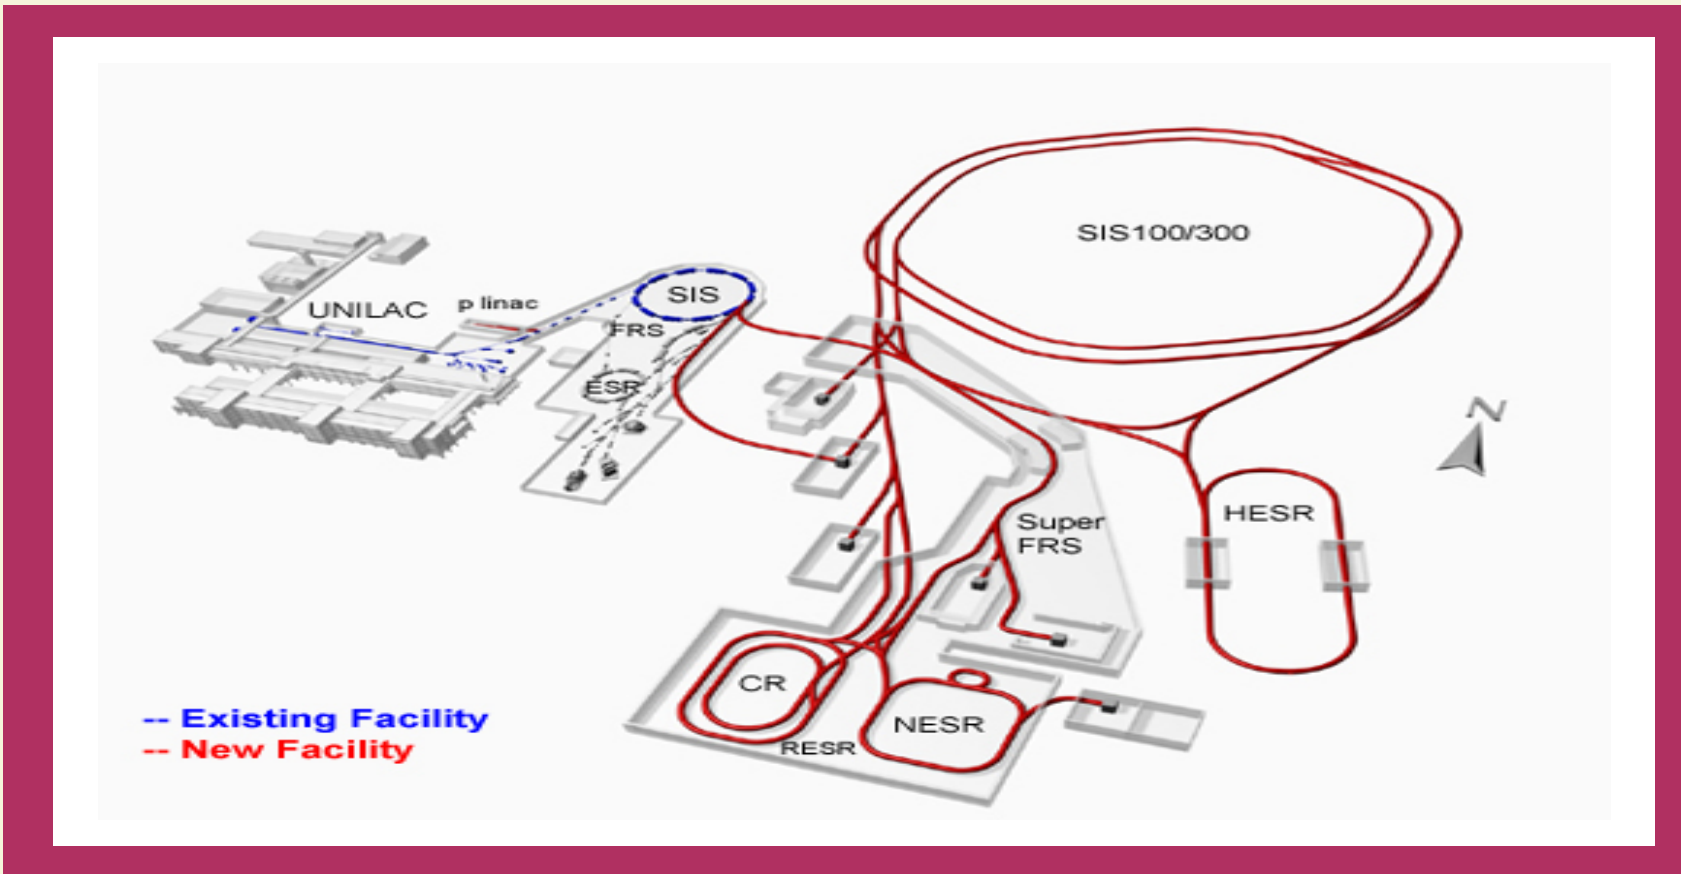 SIS100/300
N
UNILAC
p linac
SIS
FRS
ESR
Super
FRS
HESR
CR
NESR
RESR
-- Existing Facility
-- New Facility